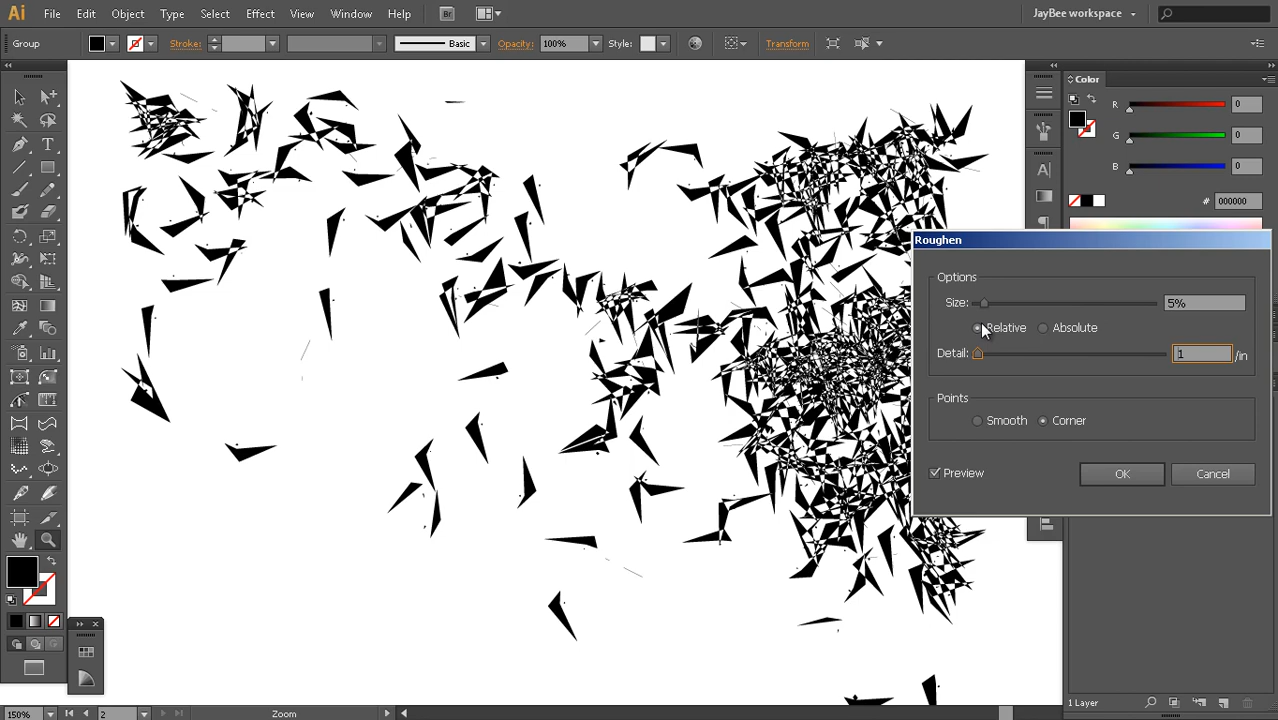 Ai File Edit Object Type Select Effect View Window Help Br JayBee workspace
Group Stroke: Basic Opacity: 100% Style: Transform
Color
R 0
G 0
B 0
# 000000
Roughen
Options
Size: 5%
Relative Absolute
Detail: 1 /in
Points
Smooth Corner
Preview OK Cancel
1 Layer
150% 2 Zoom